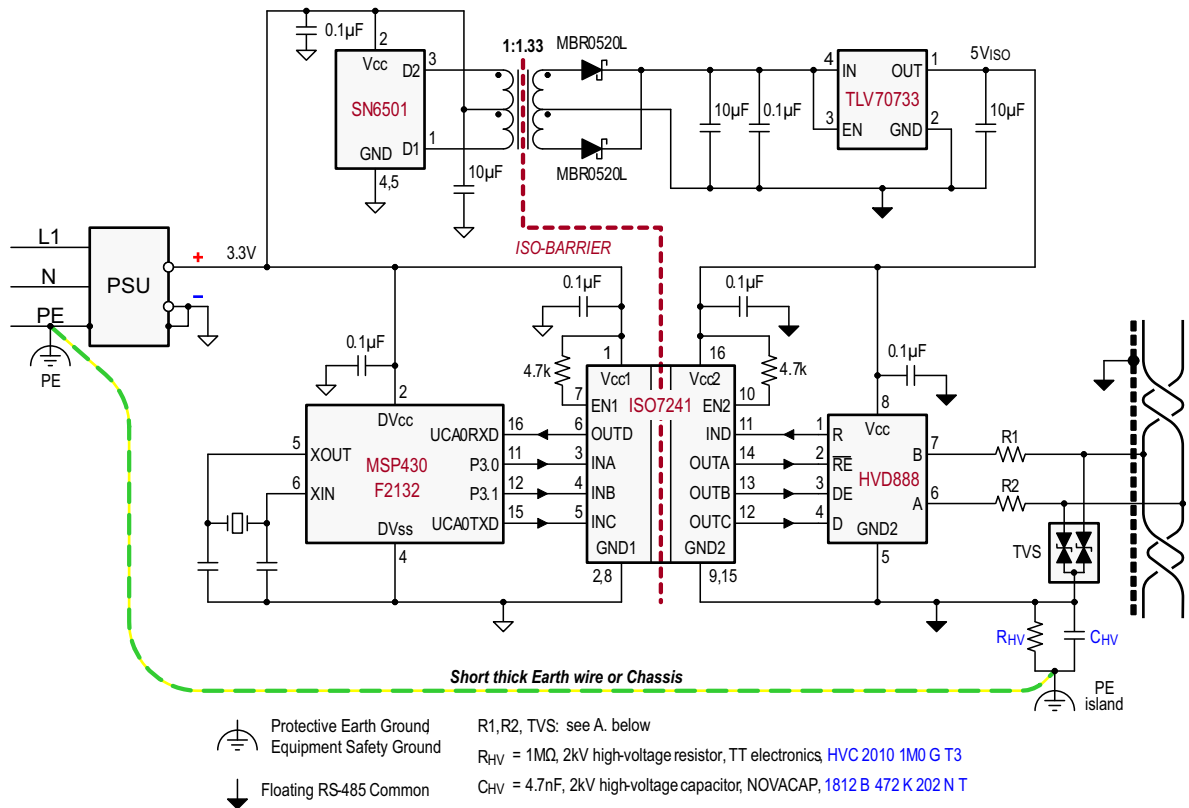 0.1µF
2
Vcc
D2
3
SN6501
D1
1
GND
4,5
10µF
1:1.33
MBR0520L
MBR0520L
10µF
0.1µF
4
IN
OUT
1
TLV70733
3
EN
GND
2
5VISO
10µF
ISO-BARRIER
L1
N
PE
PSU
+
−
3.3V
PE
0.1µF
0.1µF
4.7k
0.1µF
4.7k
0.1µF
2
DVcc
5
XOUT
6
XIN
MSP430
F2132
UCA0RXD
16
P3.0
11
P3.1
12
UCA0TXD
15
DVss
4
1
Vcc1
7
EN1
6
OUTD
3
INA
4
INB
5
INC
GND1
2,8
ISO7241
16
Vcc2
EN2
10
IND
11
OUTA
14
OUTB
13
OUTC
12
GND2
9,15
8
Vcc
1
R
2
RE
3
DE
4
D
HVD888
B
7
A
6
GND2
5
R1
R2
TVS
RHV
CHV
PE
island
Short thick Earth wire or Chassis
Protective Earth Ground,
Equipment Safety Ground
Floating RS-485 Common
R1,R2, TVS: see A. below
RHV = 1MΩ, 2kV high-voltage resistor, TT electronics, HVC 2010 1M0 G T3
CHV = 4.7nF, 2kV high-voltage capacitor, NOVACAP, 1812 B 472 K 202 N T